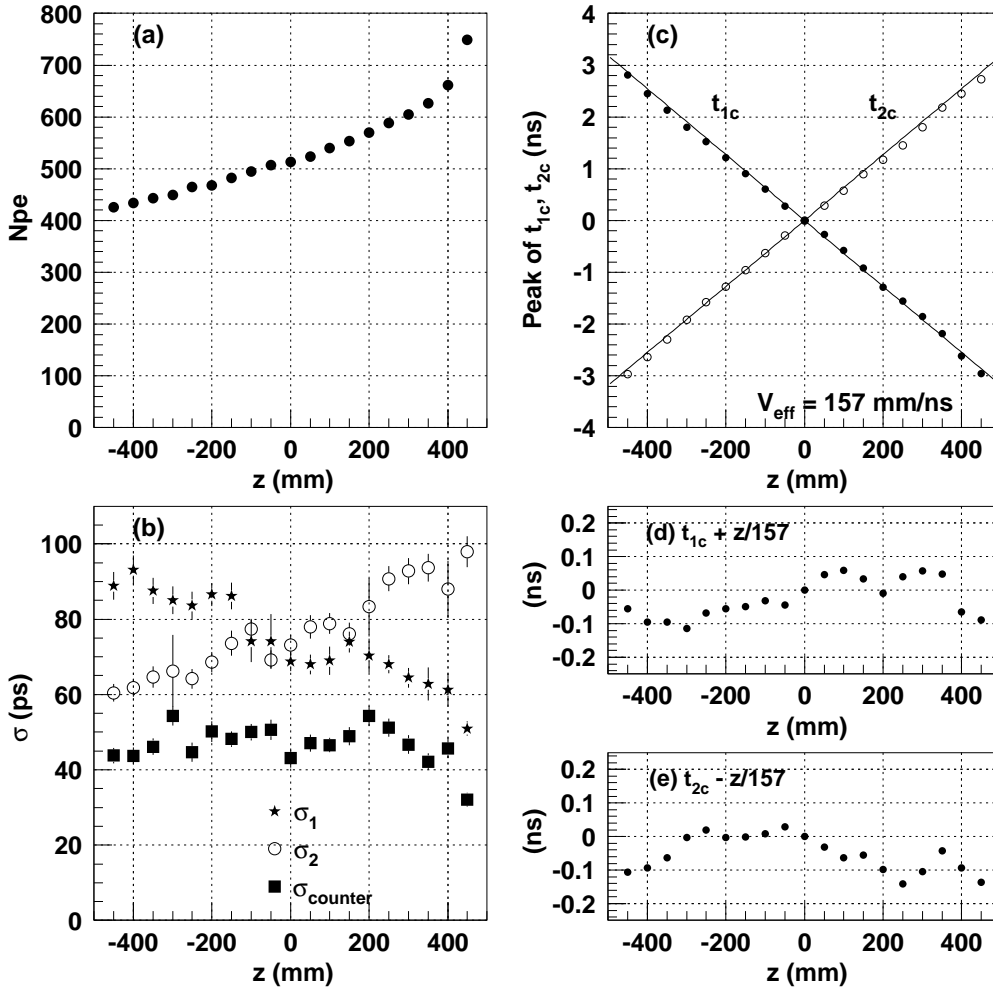 (a)
800
700
600
500
400
300
200
100
0
Npe
-400 -200 0 200 400
z (mm)
(b)
100
80
60
40
20
0
σ (ps)
σ1
σ2
σcounter
-400 -200 0 200 400
z (mm)
(c)
4
3
2
1
0
-1
-2
-3
-4
Peak of t1c, t2c (ns)
t1c
t2c
Veff = 157 mm/ns
-400 -200 0 200 400
z (mm)
(d) t1c + z/157
0.2
0.1
0
-0.1
-0.2
(ns)
-400 -200 0 200 400
z (mm)
(e) t2c - z/157
0.2
0.1
0
-0.1
-0.2
(ns)
-400 -200 0 200 400
z (mm)